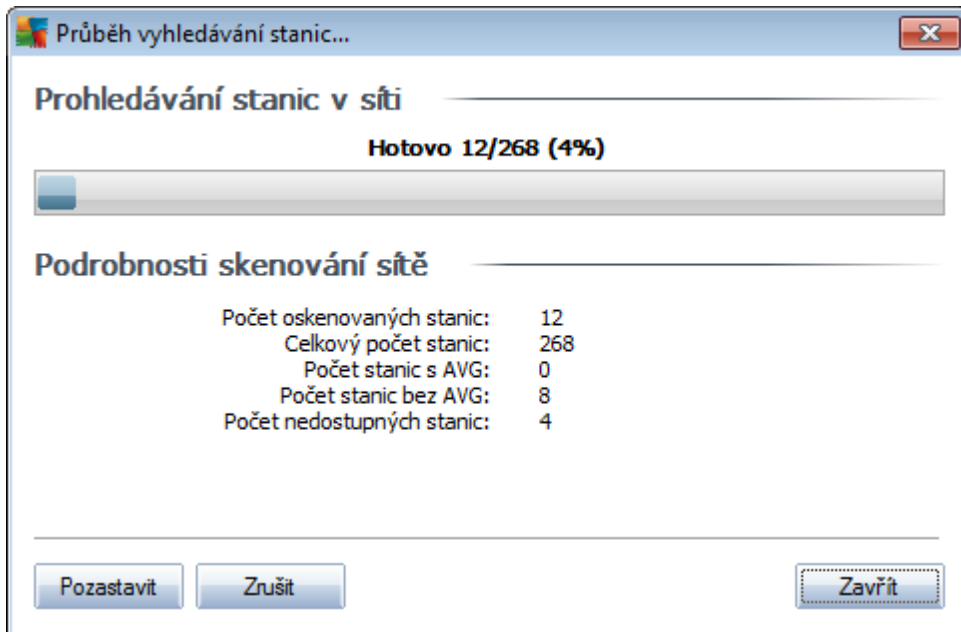 Průběh vyhledávání stanic...
Prohledávání stanic v síti
Hotovo 12/268 (4%)
Podrobnosti skenování sítě
Počet oskenovaných stanic: 12
Celkový počet stanic: 268
Počet stanic s AVG: 0
Počet stanic bez AVG: 8
Počet nedostupných stanic: 4
Pozastavit Zrušit Zavřít